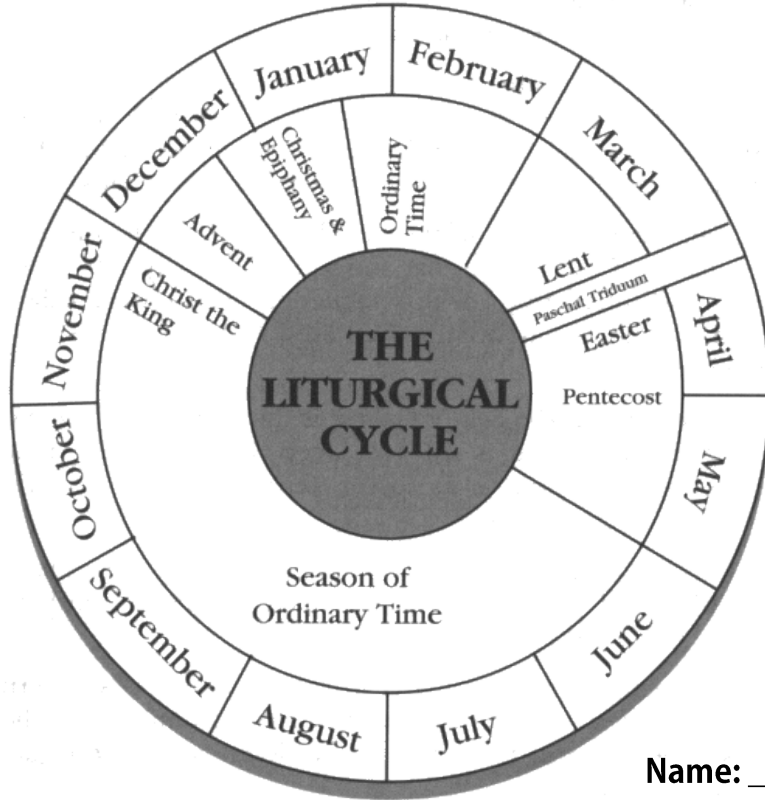 January
February
March
April
May
June
July
August
September
October
November
December
Christmas &
Epiphany
Ordinary
Time
Lent
Paschal Triduum
Easter
Pentecost
Season of
Ordinary Time
Christ the
King
Advent
THE
LITURGICAL
CYCLE
Name: _